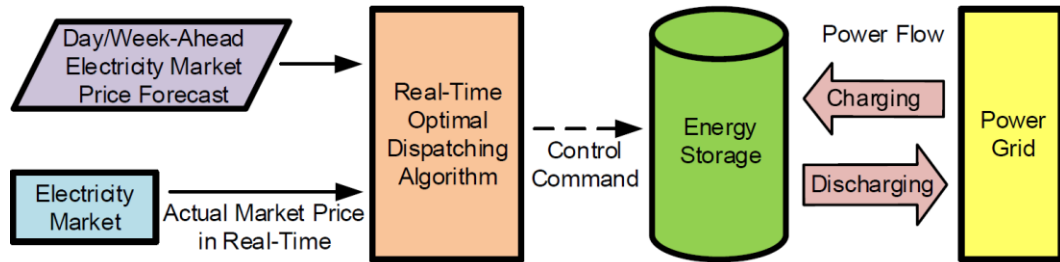 Day/Week-Ahead
Electricity Market
Price Forecast
Electricity
Market
Actual Market Price
in Real-Time
Real-Time
Optimal
Dispatching
Algorithm
Control
Command
Energy
Storage
Power Flow
Charging
Discharging
Power
Grid